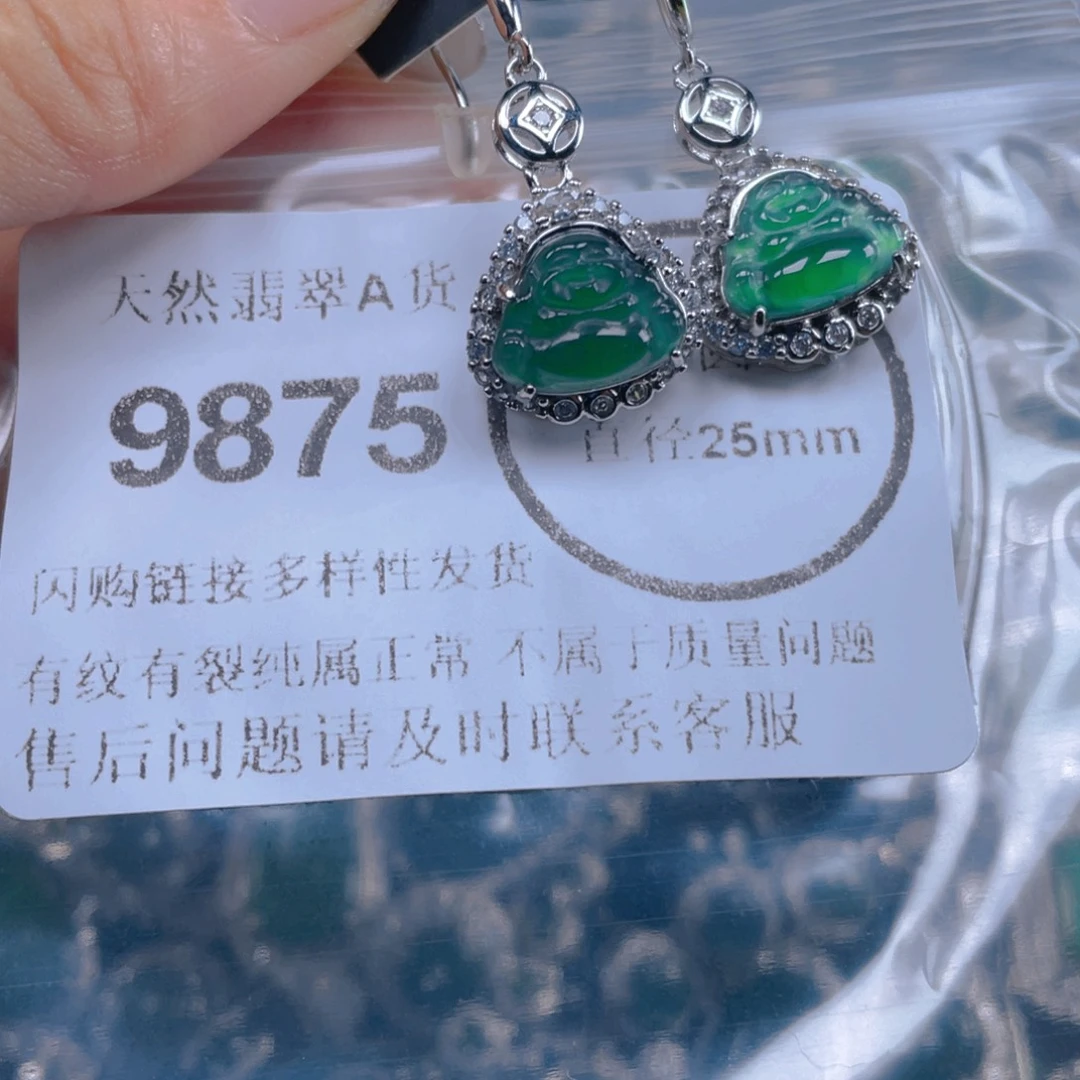 天然翡翠A货
9875
直径25mm
闪购链接多样性发货
有纹有裂纯属正常 不属于质量问题
售后问题请及时联系客服